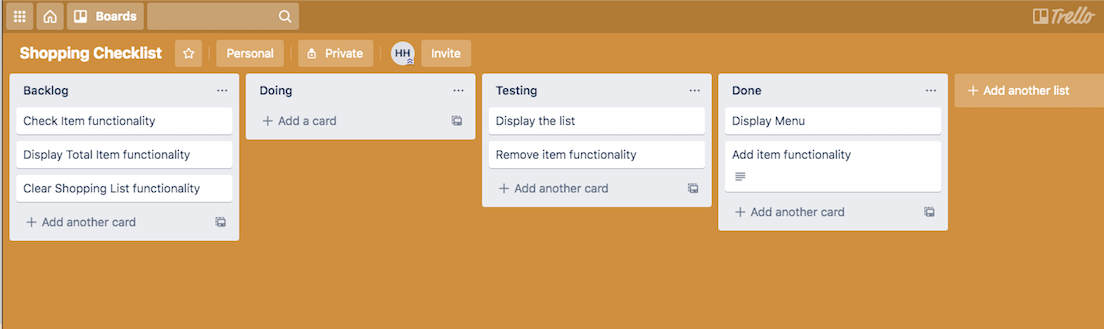 Boards
Trello
Shopping Checklist
Personal
Private
HH
Invite
Backlog
Check Item functionality
Display Total Item functionality
Clear Shopping List functionality
+ Add another card
Doing
+ Add a card
Testing
Display the list
Remove item functionality
+ Add another card
Done
Display Menu
Add item functionality
+ Add another card
+ Add another list